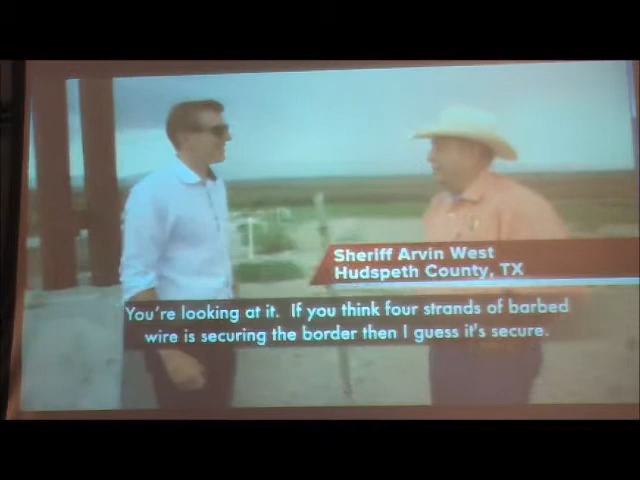 Sheriff Arvin West
Hudspeth County, TX
You're looking at it. If you think four strands of barbed
wire is securing the border then I guess it's secure.